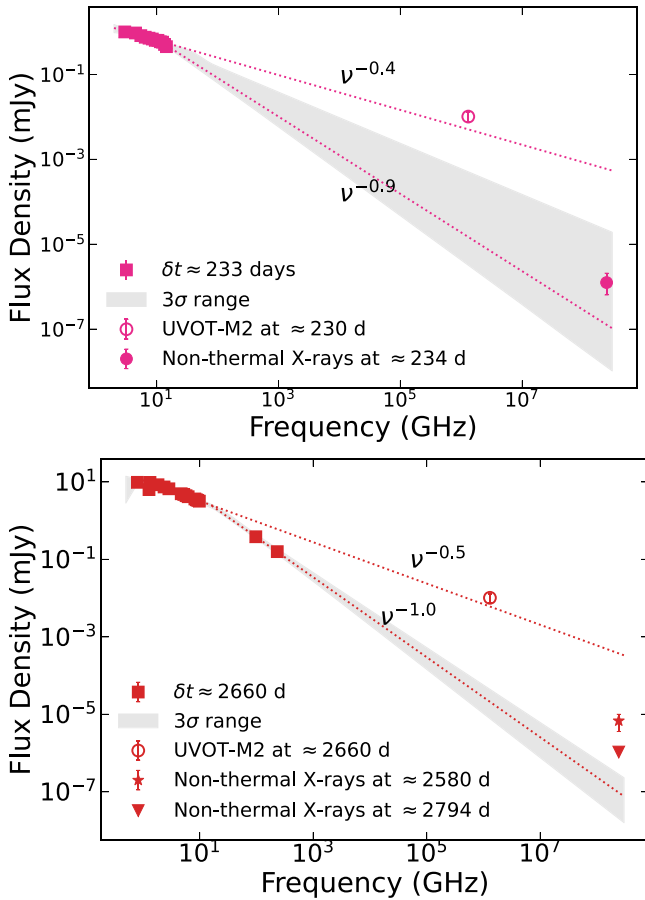 10^{-1}
10^{-3}
10^{-5}
10^{-7}
Flux Density (mJy)
ν^{-0.4}
ν^{-0.9}
δt ≈ 233 days
3σ range
UVOT-M2 at ≈ 230 d
Non-thermal X-rays at ≈ 234 d
10^{1} 10^{3} 10^{5} 10^{7}
Frequency (GHz)
10^{1}
10^{-1}
10^{-3}
10^{-5}
10^{-7}
Flux Density (mJy)
ν^{-0.5}
ν^{-1.0}
δt ≈ 2660 d
3σ range
UVOT-M2 at ≈ 2660 d
Non-thermal X-rays at ≈ 2580 d
Non-thermal X-rays at ≈ 2794 d
10^{1} 10^{3} 10^{5} 10^{7}
Frequency (GHz)